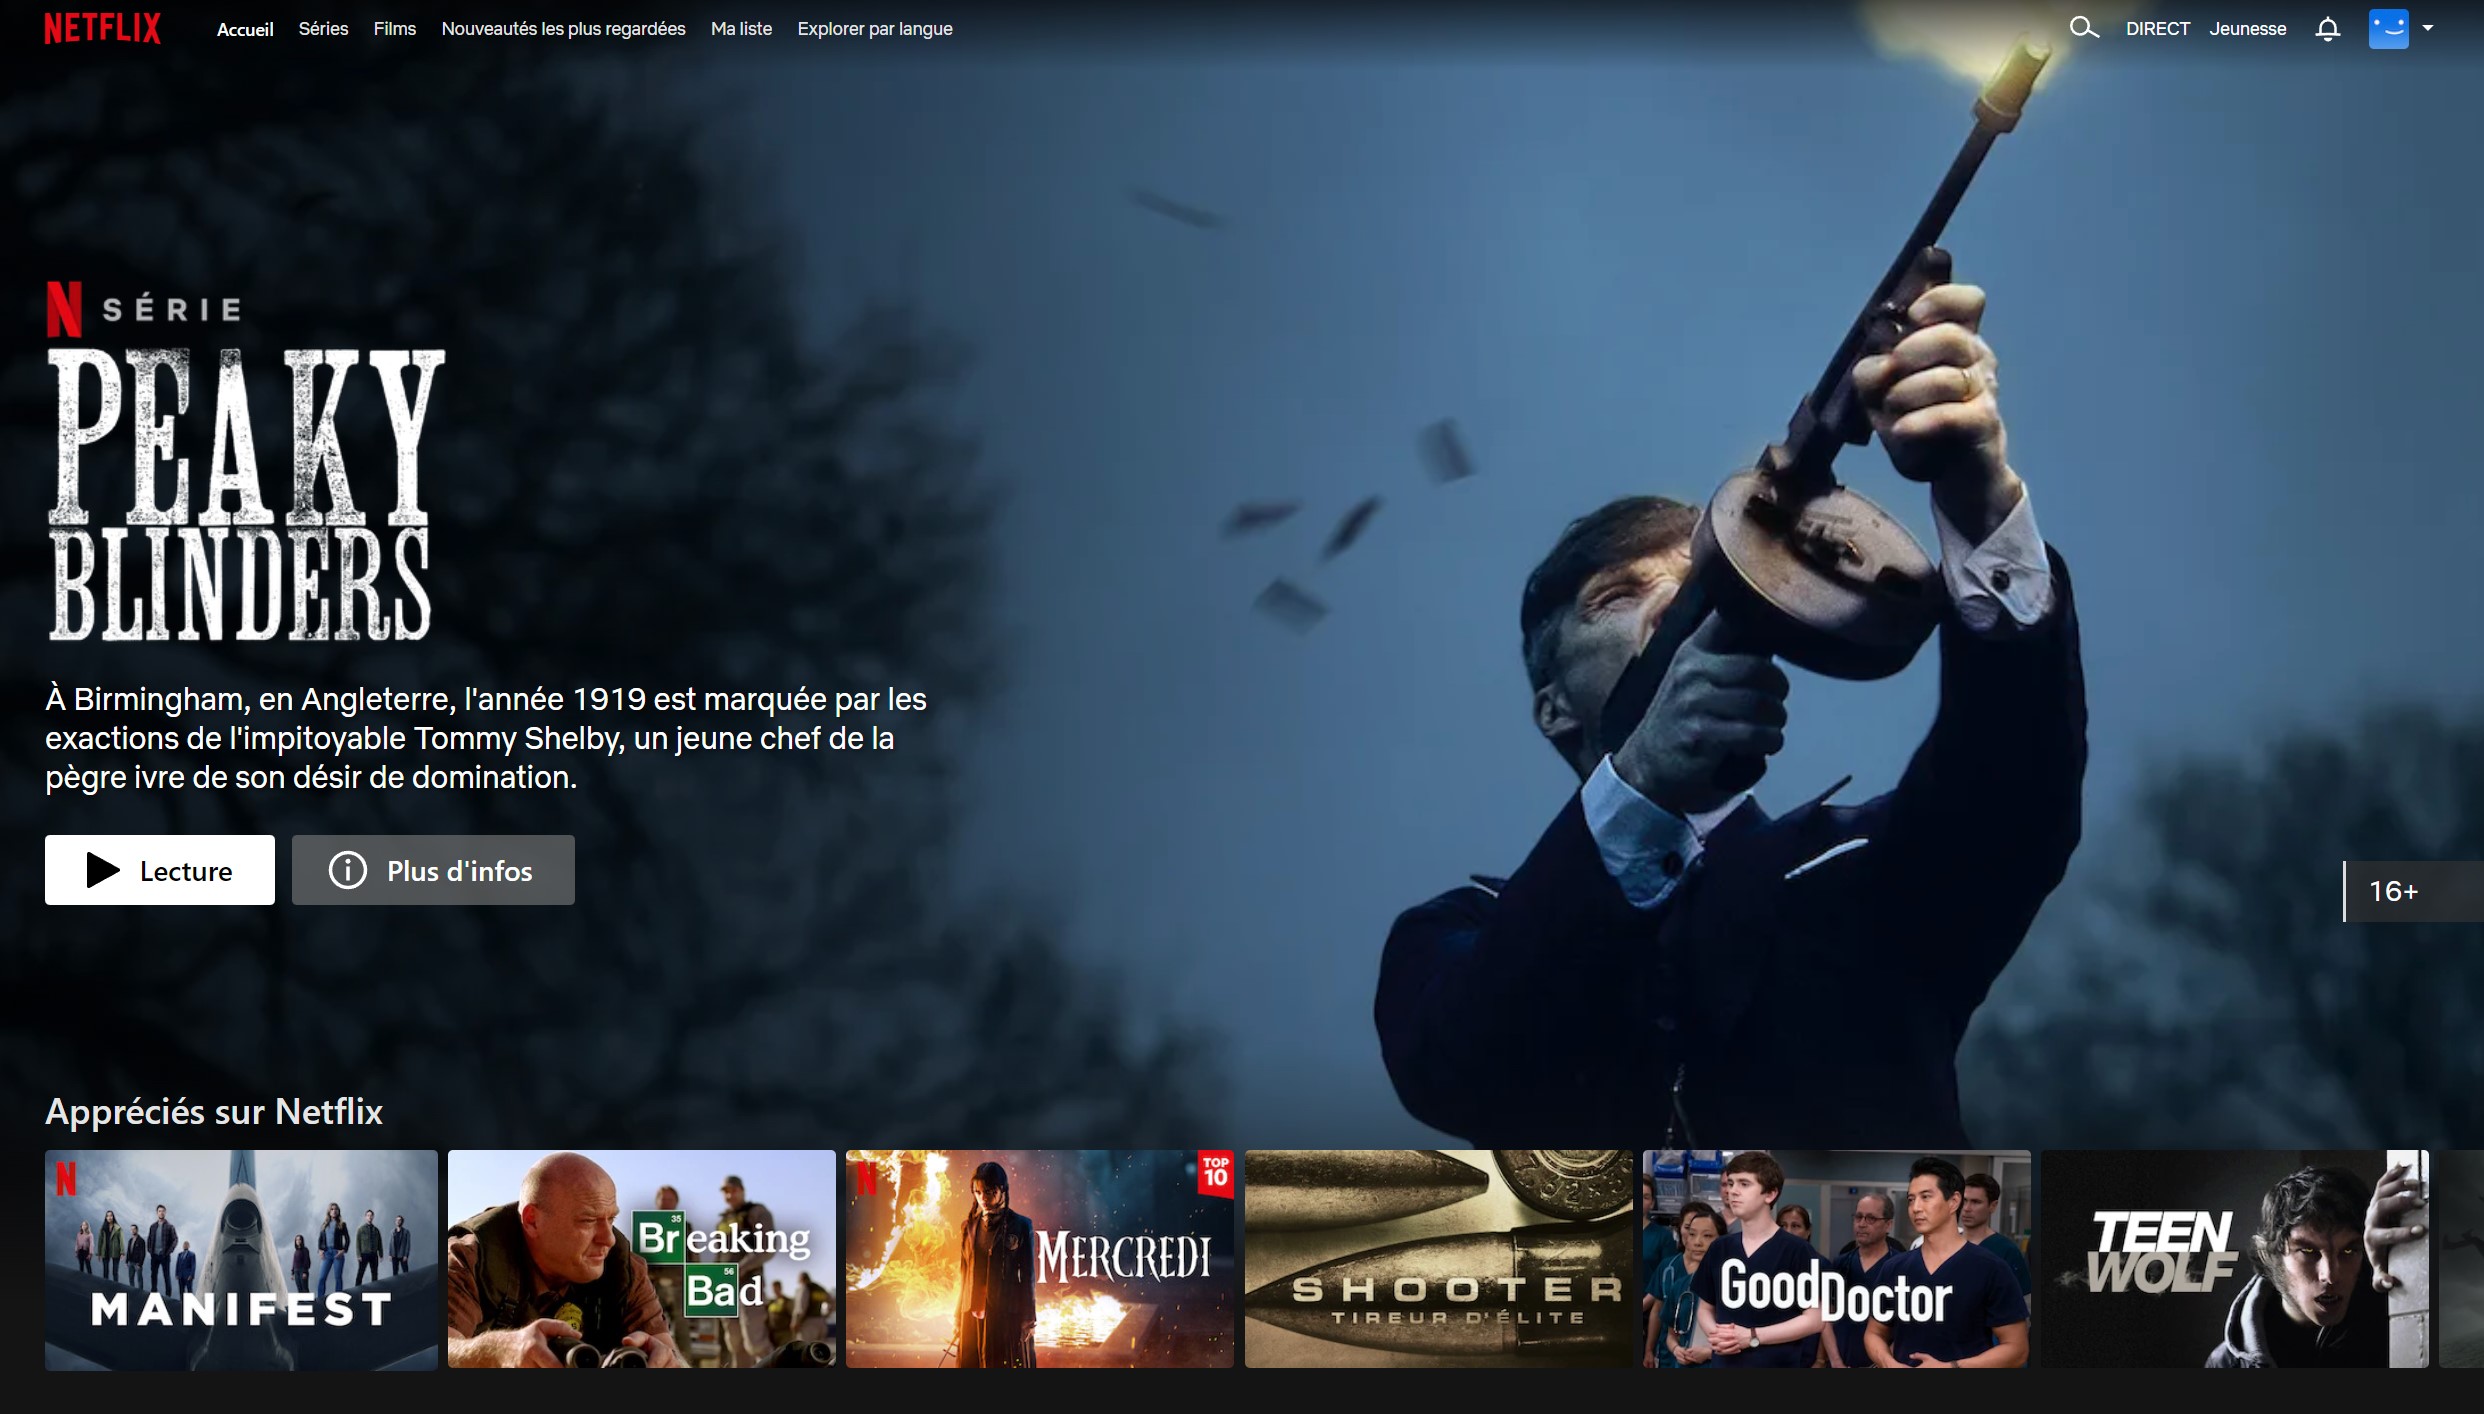 NETFLIX
Accueil
Séries
Films
Nouveautés les plus regardées
Ma liste
Explorer par langue
DIRECT
Jeunesse
N SÉRIE
PEAKY
BLINDERS
À Birmingham, en Angleterre, l'année 1919 est marquée par les
exactions de l'impitoyable Tommy Shelby, un jeune chef de la
pègre ivre de son désir de domination.
Lecture
Plus d'infos
16+
Appréciés sur Netflix
N
MANIFEST
35
Breaking
56
Bad
N
TOP
10
MERCREDI
SHOOTER
TIREUR D'ÉLITE
Good Doctor
TEEN
WOLF